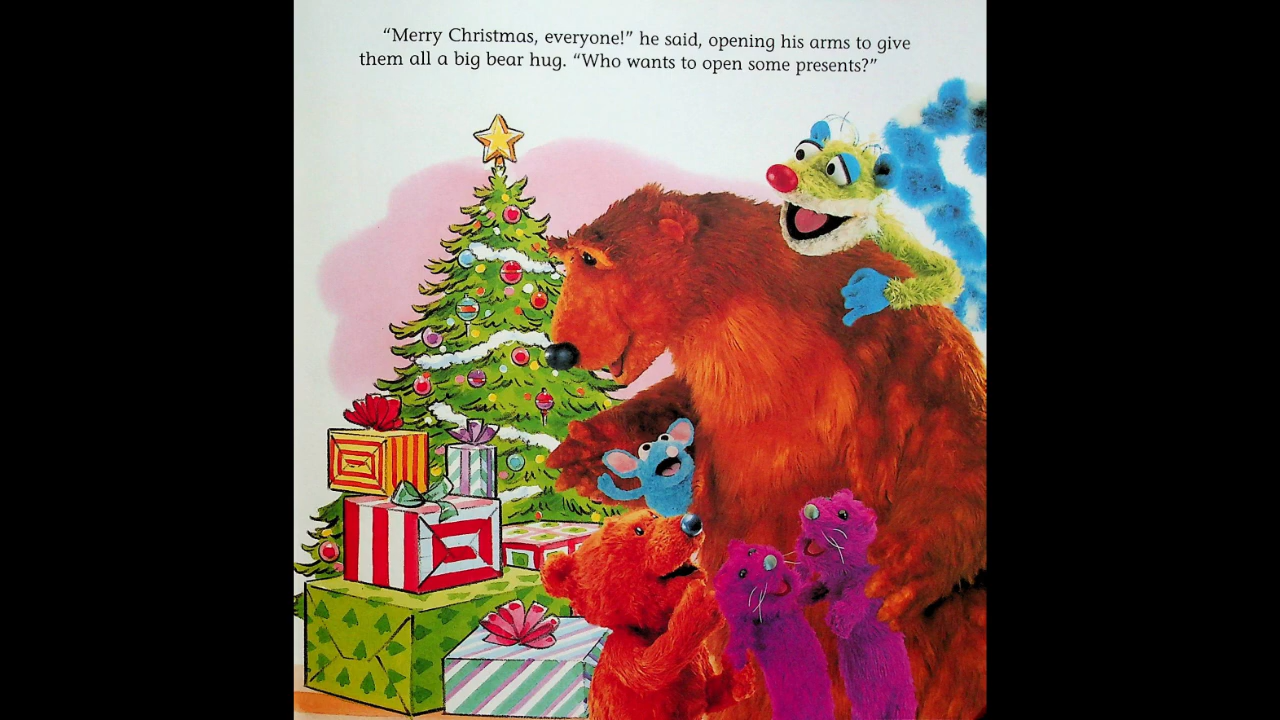 “Merry Christmas, everyone!” he said, opening his arms to give
them all a big bear hug. “Who wants to open some presents?”